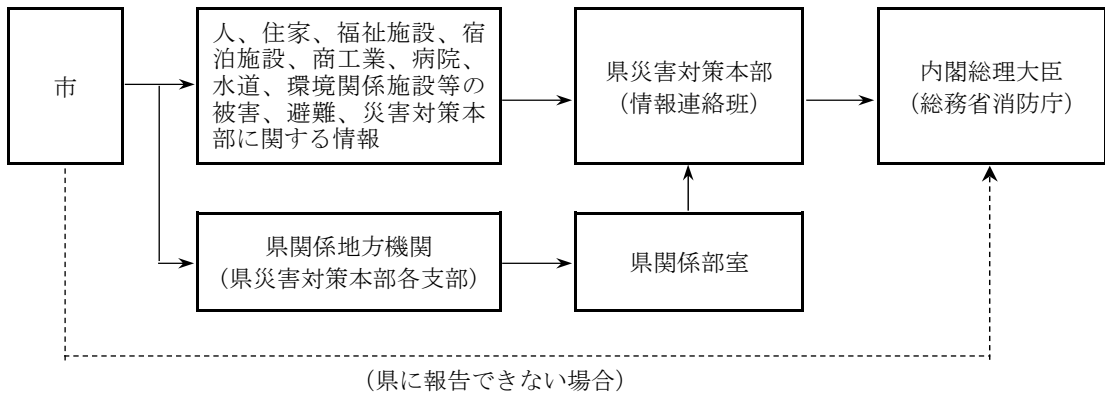 市
人、住家、福祉施設、宿
泊施設、商工業、病院、
水道、環境関係施設等の
被害、避難、災害対策本
部に関する情報
県災害対策本部
（情報連絡班）
内閣総理大臣
（総務省消防庁）
県関係地方機関
（県災害対策本部各支部）
県関係部室
（県に報告できない場合）